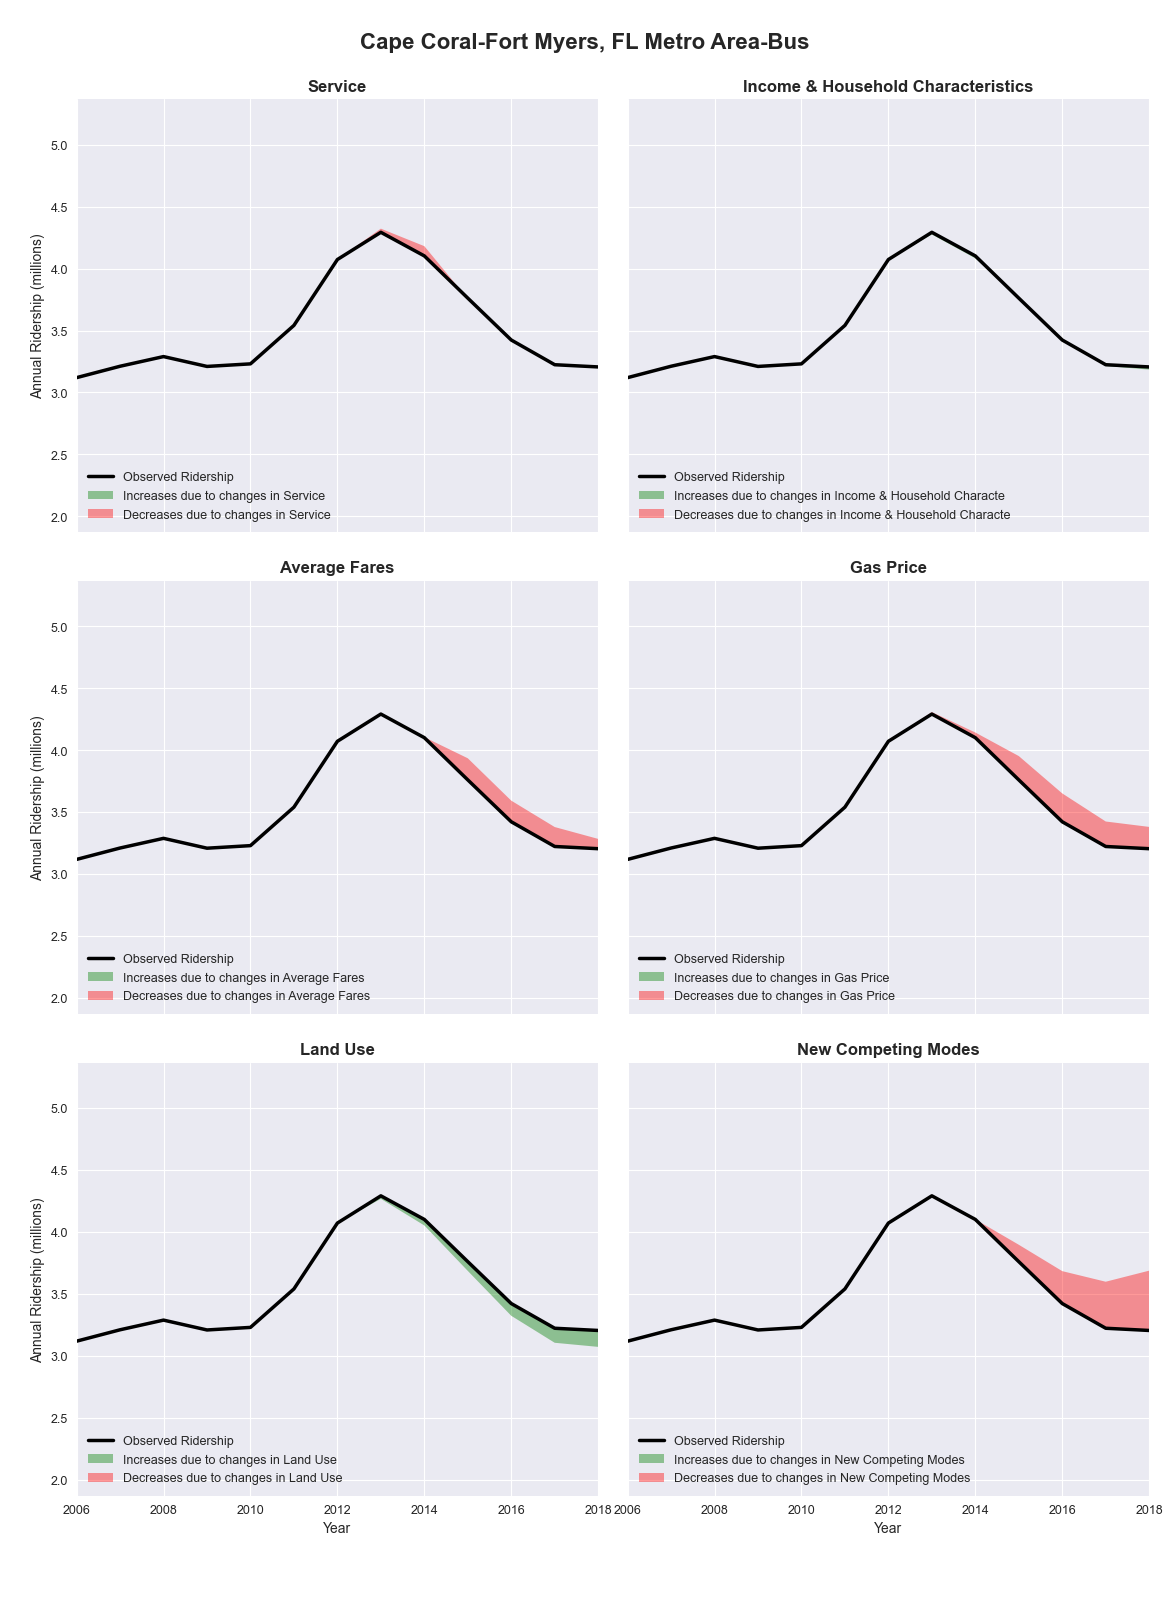 Cape Coral-Fort Myers, FL Metro Area-Bus
Service
5.0
4.5
4.0
3.5
3.0
2.5
2.0
Annual Ridership (millions)
Observed Ridership
Increases due to changes in Service
Decreases due to changes in Service
Income & Household Characteristics
Observed Ridership
Increases due to changes in Income & Household Characte
Decreases due to changes in Income & Household Characte
Average Fares
5.0
4.5
4.0
3.5
3.0
2.5
2.0
Annual Ridership (millions)
Observed Ridership
Increases due to changes in Average Fares
Decreases due to changes in Average Fares
Gas Price
Observed Ridership
Increases due to changes in Gas Price
Decreases due to changes in Gas Price
Land Use
5.0
4.5
4.0
3.5
3.0
2.5
2.0
Annual Ridership (millions)
Observed Ridership
Increases due to changes in Land Use
Decreases due to changes in Land Use
2006 2008 2010 2012 2014 2016 2018
Year
New Competing Modes
Observed Ridership
Increases due to changes in New Competing Modes
Decreases due to changes in New Competing Modes
2006 2008 2010 2012 2014 2016 2018
Year